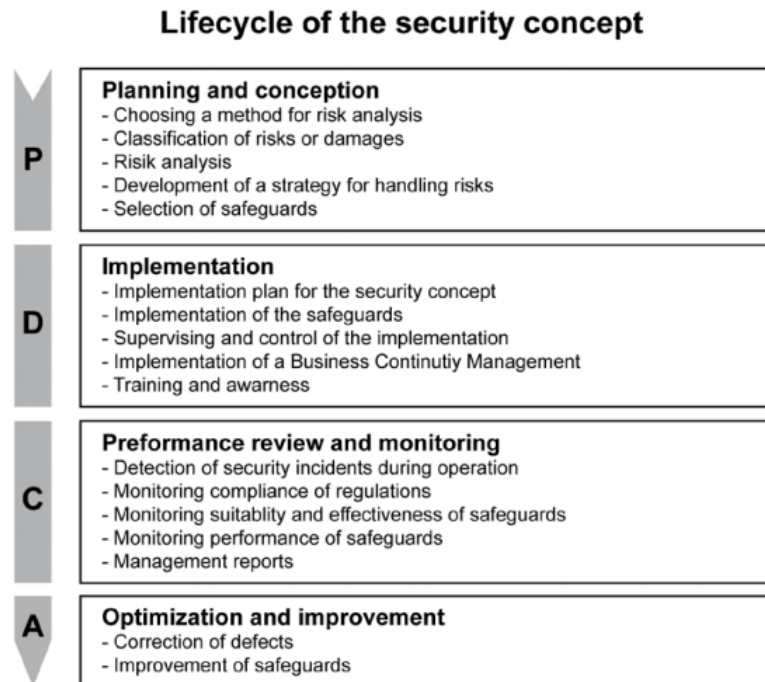 Lifecycle of the security concept
P
Planning and conception
- Choosing a method for risk analysis
- Classification of risks or damages
- Risik analysis
- Development of a strategy for handling risks
- Selection of safeguards
D
Implementation
- Implementation plan for the security concept
- Implementation of the safeguards
- Supervising and control of the implementation
- Implementation of a Business Continutiy Management
- Training and awarness
C
Preformance review and monitoring
- Detection of security incidents during operation
- Monitoring compliance of regulations
- Monitoring suitablity and effectiveness of safeguards
- Monitoring performance of safeguards
- Management reports
A
Optimization and improvement
- Correction of defects
- Improvement of safeguards